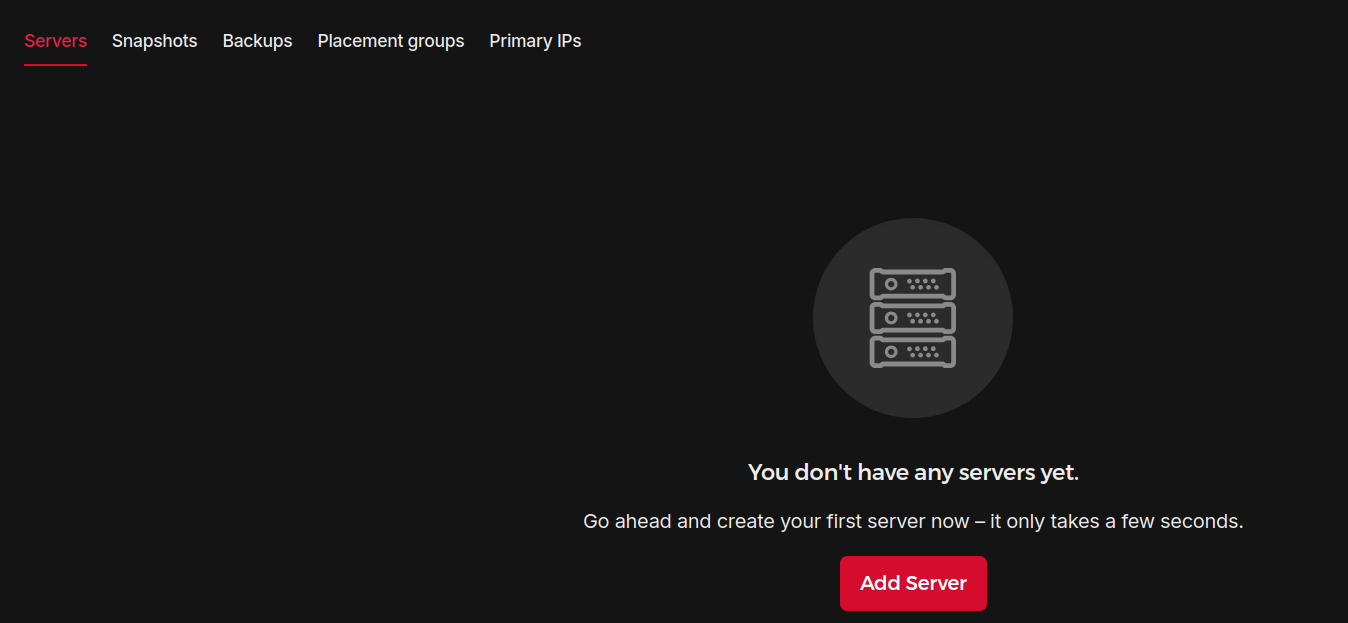 Servers Snapshots Backups Placement groups Primary IPs
You don't have any servers yet.
Go ahead and create your first server now – it only takes a few seconds.
Add Server